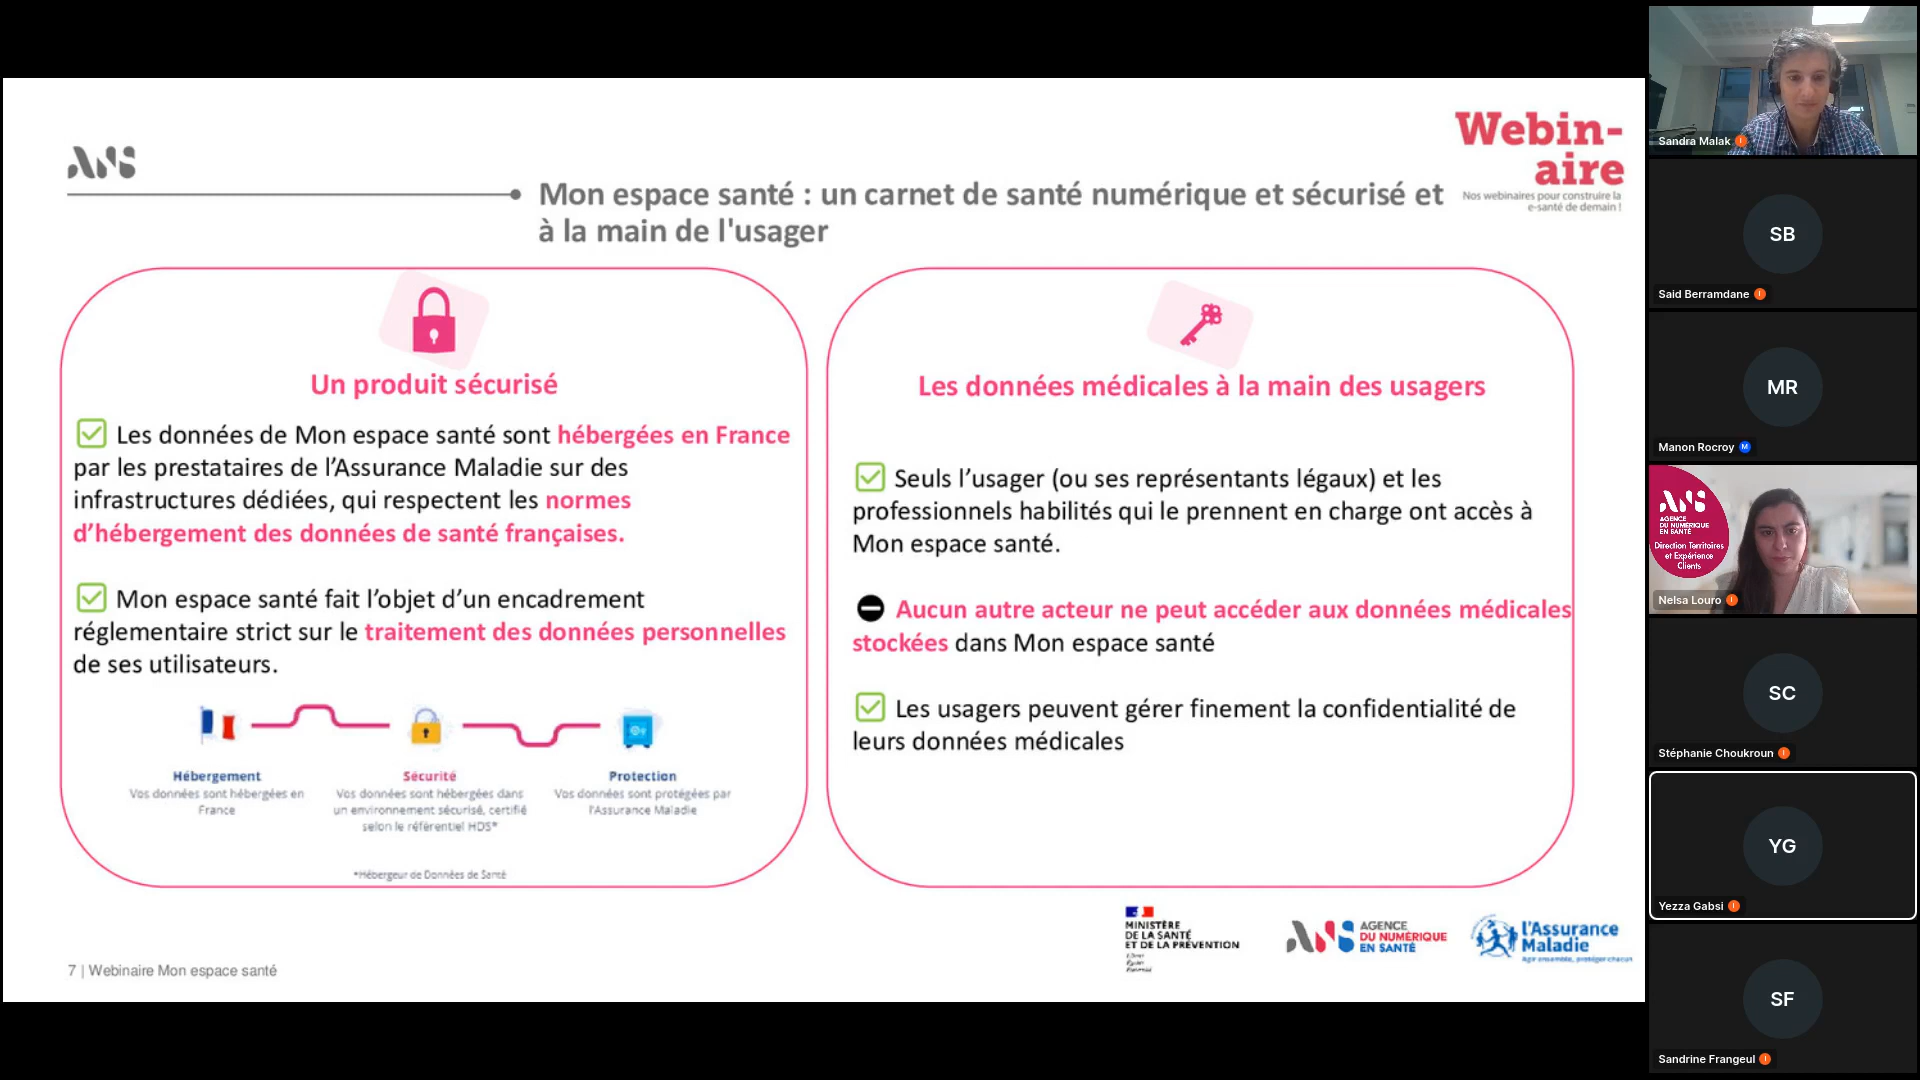 Webin-
aire
Nos webinaires pour construire la
e-santé de demain !
ANS
Mon espace santé : un carnet de santé numérique et sécurisé et
à la main de l'usager
Un produit sécurisé
Les données de Mon espace santé sont hébergées en France
par les prestataires de l’Assurance Maladie sur des
infrastructures dédiées, qui respectent les normes
d’hébergement des données de santé françaises.
Mon espace santé fait l’objet d’un encadrement
réglementaire strict sur le traitement des données personnelles
de ses utilisateurs.
Hébergement
Vos données sont hébergées en
France
Sécurité
Vos données sont hébergées dans
un environnement sécurisé, certifié
selon le référentiel HDS*
Protection
Vos données sont protégées par
l'Assurance Maladie
*Hébergeur de Données de Santé
Les données médicales à la main des usagers
Seuls l’usager (ou ses représentants légaux) et les
professionnels habilités qui le prennent en charge ont accès à
Mon espace santé.
Aucun autre acteur ne peut accéder aux données médicales
stockées dans Mon espace santé
Les usagers peuvent gérer finement la confidentialité de
leurs données médicales
MINISTÈRE
DE LA SANTÉ
ET DE LA PRÉVENTION
ANS
AGENCE
DU NUMÉRIQUE
EN SANTÉ
l'Assurance
Maladie
Agir ensemble, protéger chacun
7 | Webinaire Mon espace santé
Sandra Malak
SB
Said Berramdane
MR
Manon Rocroy
M
ANS
AGENCE
DU NUMÉRIQUE
EN SANTÉ
Direction Territoires
et Expérience
Clients
Nelsa Louro
SC
Stéphanie Choukroun
YG
Yezza Gabsi
SF
Sandrine Frangeul